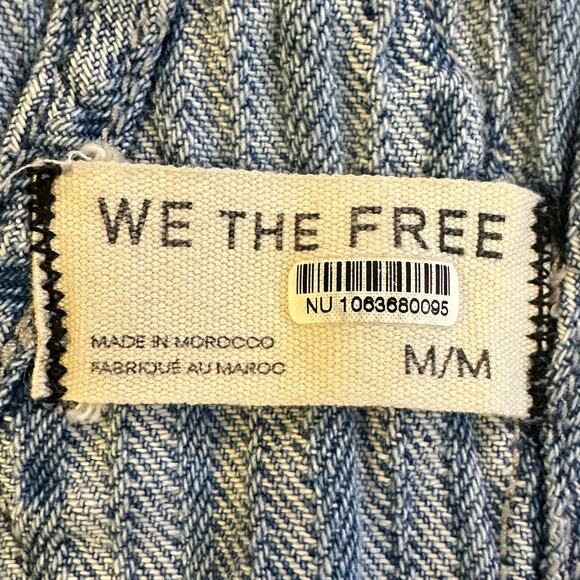 WE THE FREE
NU 1063680095
MADE IN MOROCCO
FABRIQUÉ AU MAROC
M/M